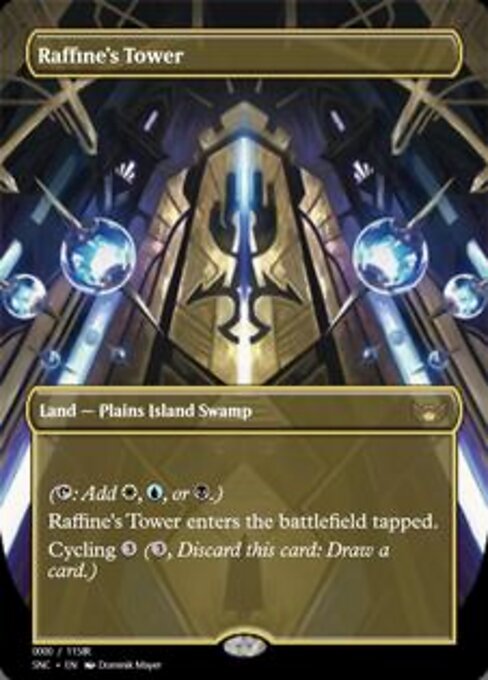 Raffine's Tower
Land — Plains Island Swamp
(: Add , , or .)
Raffine's Tower enters the battlefield tapped.
Cycling 3 (3, Discard this card: Draw a
card.)
SNC • EN Dominik Mayer